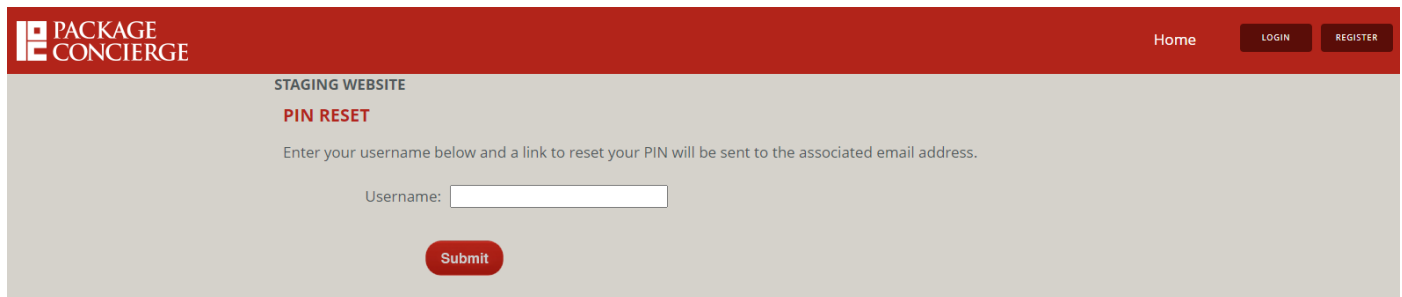 PACKAGE
CONCIERGE
Home
LOGIN
REGISTER
STAGING WEBSITE
PIN RESET
Enter your username below and a link to reset your PIN will be sent to the associated email address.
Username:
Submit